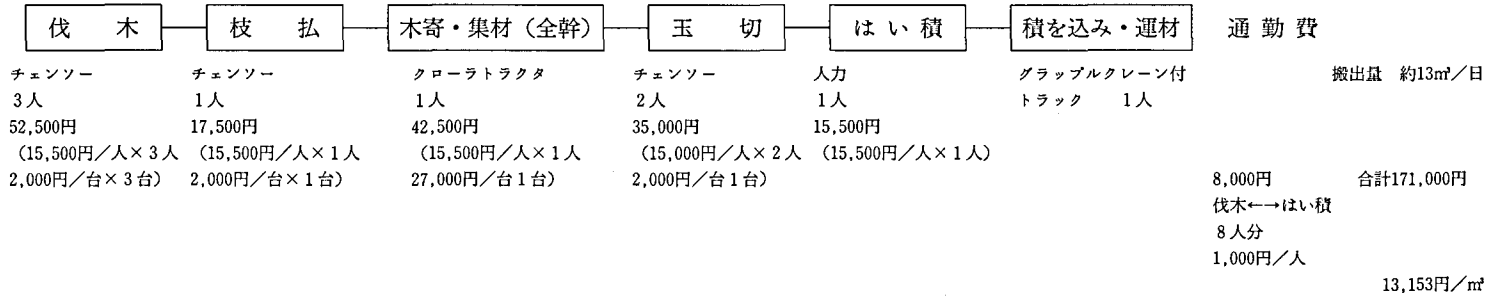 伐木 枝払 木寄・集材（全幹） 玉切 はい積 積を込み・運材 通勤費
チェンソー チェンソー クローラトラクタ チェンソー 人力 グラップルクレーン付 搬出量 約13㎥／日
3人 1人 1人 2人 1人 トラック 1人
52,500円 17,500円 42,500円 35,000円 15,500円
（15,500円／人×3人 （15,500円／人×1人 （15,500円／人×1人 （15,000円／人×2人 （15,500円／人×1人）
2,000円／台×3台） 2,000円／台×1台） 27,000円／台1台） 2,000円／台1台） 8,000円 合計171,000円
伐木←→はい積
8人分
1,000円／人
13,153円／㎥